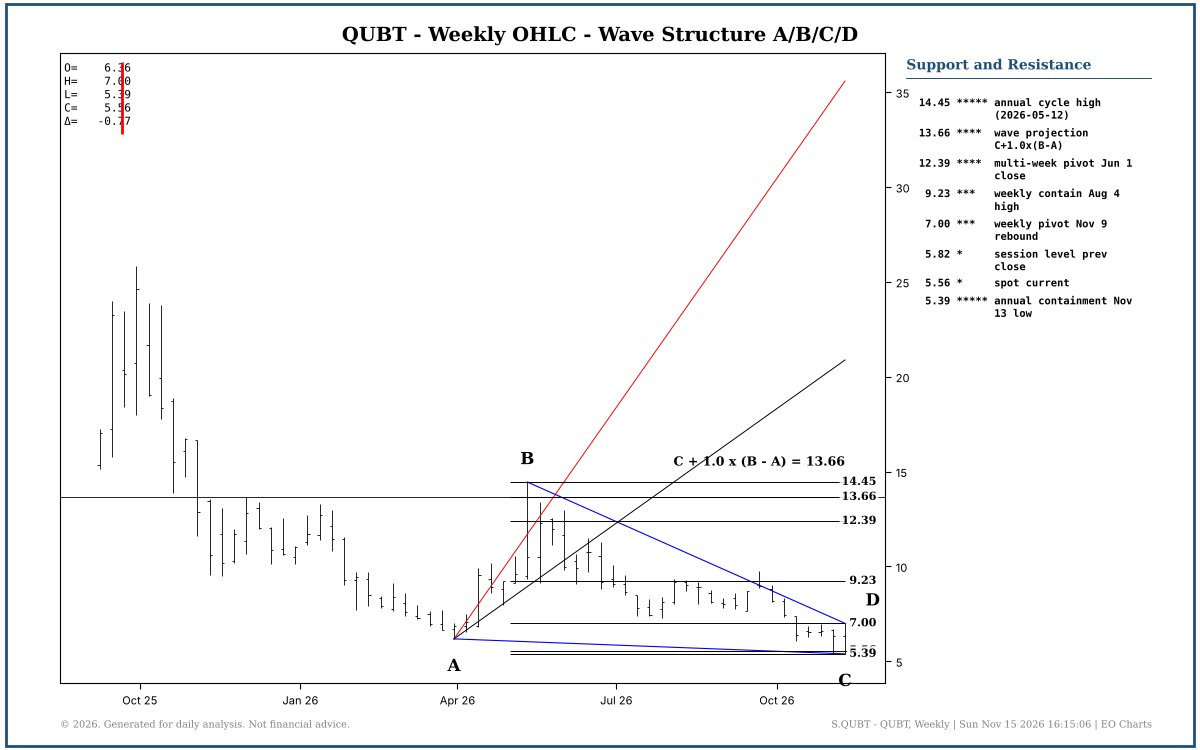 QUBT - Weekly OHLC - Wave Structure A/B/C/D
O= 6.36
H= 7.00
L= 5.39
C= 5.56
Δ= -0.77
Support and Resistance
14.45 ***** annual cycle high
(2026-05-12)
13.66 **** wave projection
C+1.0x(B-A)
12.39 **** multi-week pivot Jun 1
close
9.23 *** weekly contain Aug 4
high
7.00 *** weekly pivot Nov 9
rebound
5.82 * session level prev
close
5.56 * spot current
5.39 ***** annual containment Nov
13 low
35
30
25
20
15
10
5
B
C + 1.0 x (B - A) = 13.66
14.45
13.66
12.39
9.23
D
7.00
5.39
A
C
Oct 25
Jan 26
Apr 26
Jul 26
Oct 26
© 2026. Generated for daily analysis. Not financial advice.
S.QUBT - QUBT, Weekly | Sun Nov 15 2026 16:15:06 | EO Charts